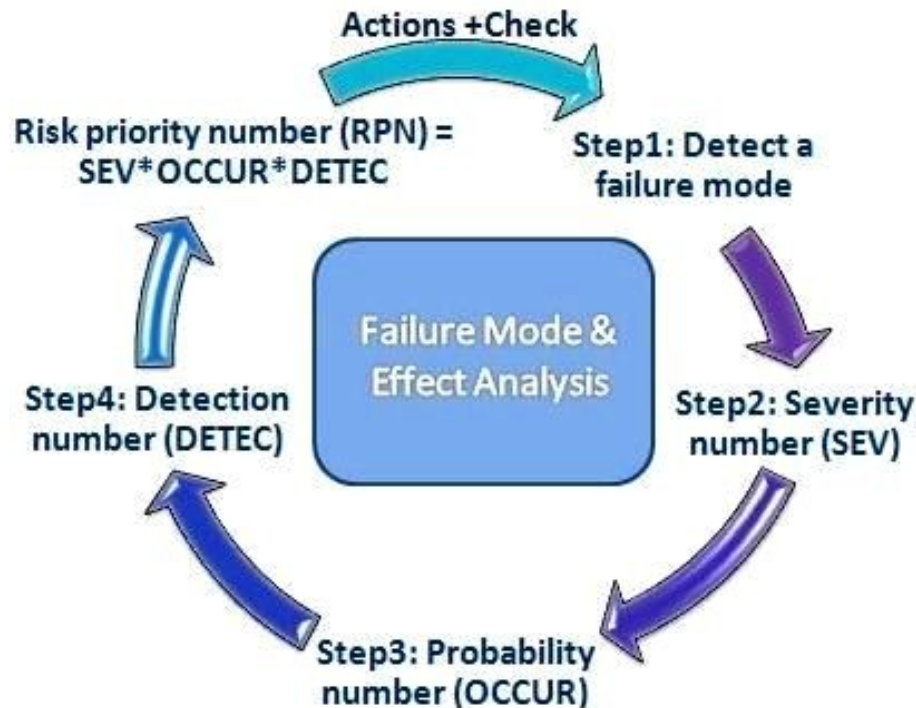 Actions +Check
Risk priority number (RPN) =
SEV*OCCUR*DETEC
Step1: Detect a
failure mode
Failure Mode &
Effect Analysis
Step2: Severity
number (SEV)
Step3: Probability
number (OCCUR)
Step4: Detection
number (DETEC)